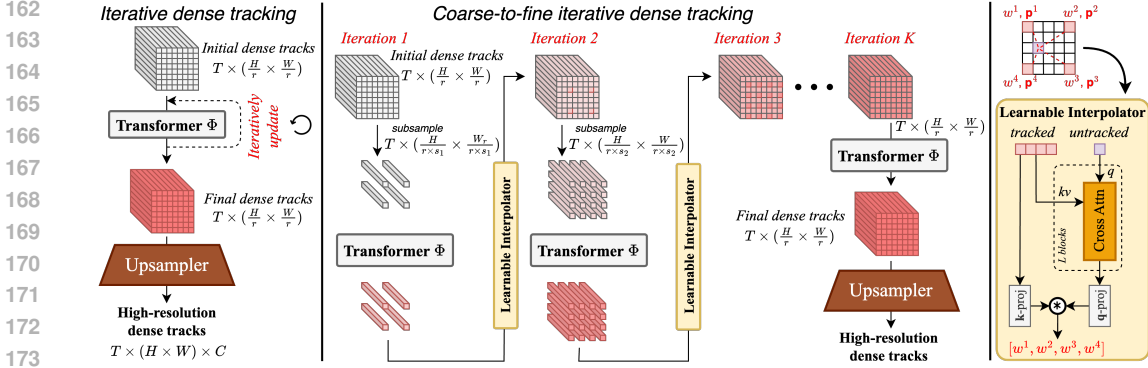 162
163
164
165
166
167
168
169
170
171
172
173
Iterative dense tracking
Initial dense tracks
T × (H/r × W/r)
Transformer Φ
Iteratively
update
Final dense tracks
T × (H/r × W/r)
Upsampler
High-resolution
dense tracks
T × (H × W) × C
Coarse-to-fine iterative dense tracking
Iteration 1
Initial dense tracks
T × (H/r × W/r)
subsample
T × (H/r×s₁ × W_r/r×s₁)
Transformer Φ
Learnable Interpolator
Iteration 2
subsample
T × (H/r×s₂ × W/r×s₂)
Transformer Φ
Learnable Interpolator
Iteration 3
Iteration K
T × (H/r × W/r)
Transformer Φ
Final dense tracks
T × (H/r × W/r)
Upsampler
High-resolution
dense tracks
w¹, p¹ w², p²
w⁴, p⁴ w³, p³
Learnable Interpolator
tracked untracked
q
kv
Cross Attn
L blocks
k-proj
q-proj
[w¹, w², w³, w⁴]